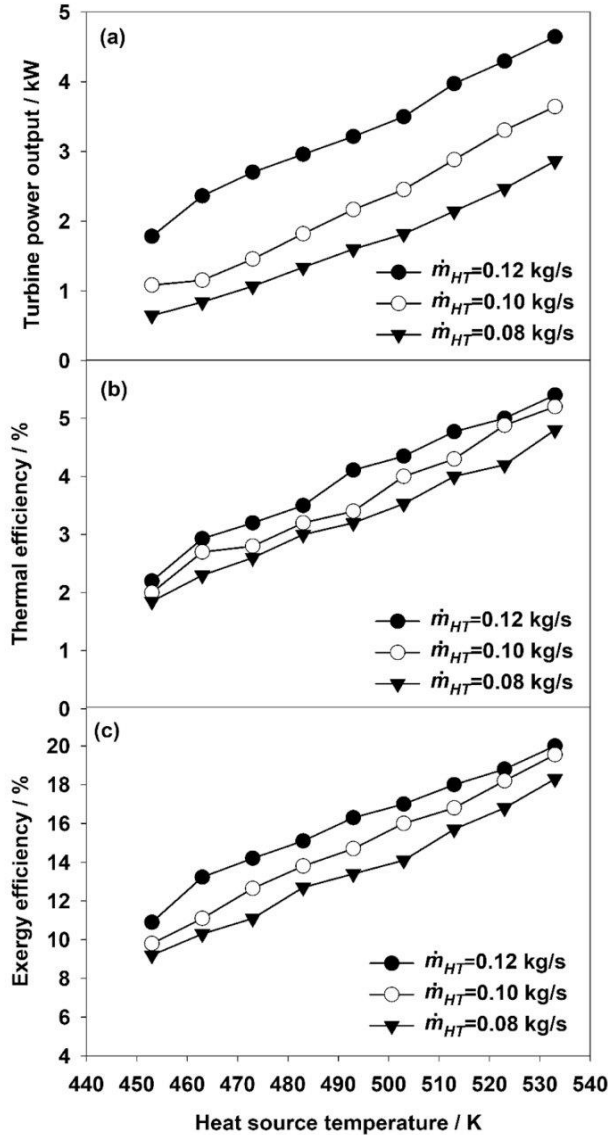 (a)
Turbine power output / kW
5
4
3
2
1
0
ṁHT=0.12 kg/s
ṁHT=0.10 kg/s
ṁHT=0.08 kg/s
(b)
Thermal efficiency / %
5
4
3
2
1
0
ṁHT=0.12 kg/s
ṁHT=0.10 kg/s
ṁHT=0.08 kg/s
(c)
Exergy efficiency / %
20
18
16
14
12
10
8
6
4
ṁHT=0.12 kg/s
ṁHT=0.10 kg/s
ṁHT=0.08 kg/s
440 450 460 470 480 490 500 510 520 530 540
Heat source temperature / K